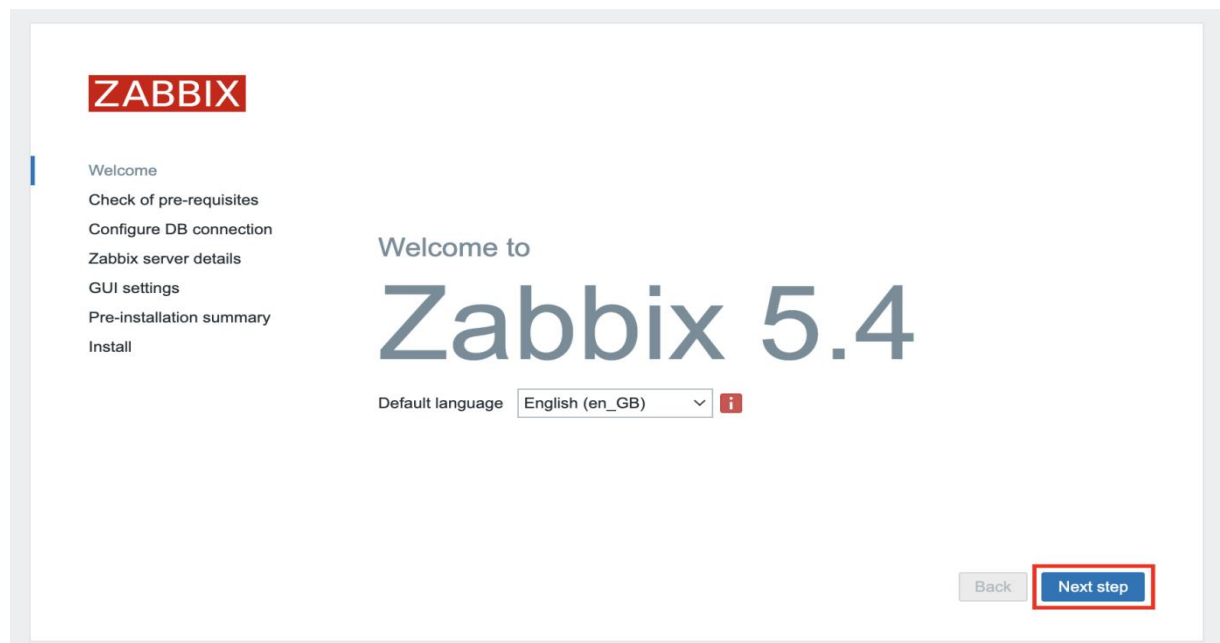 ZABBIX
Welcome
Check of pre-requisites
Configure DB connection
Zabbix server details
GUI settings
Pre-installation summary
Install
Welcome to
Zabbix 5.4
Default language English (en_GB) i
Back Next step